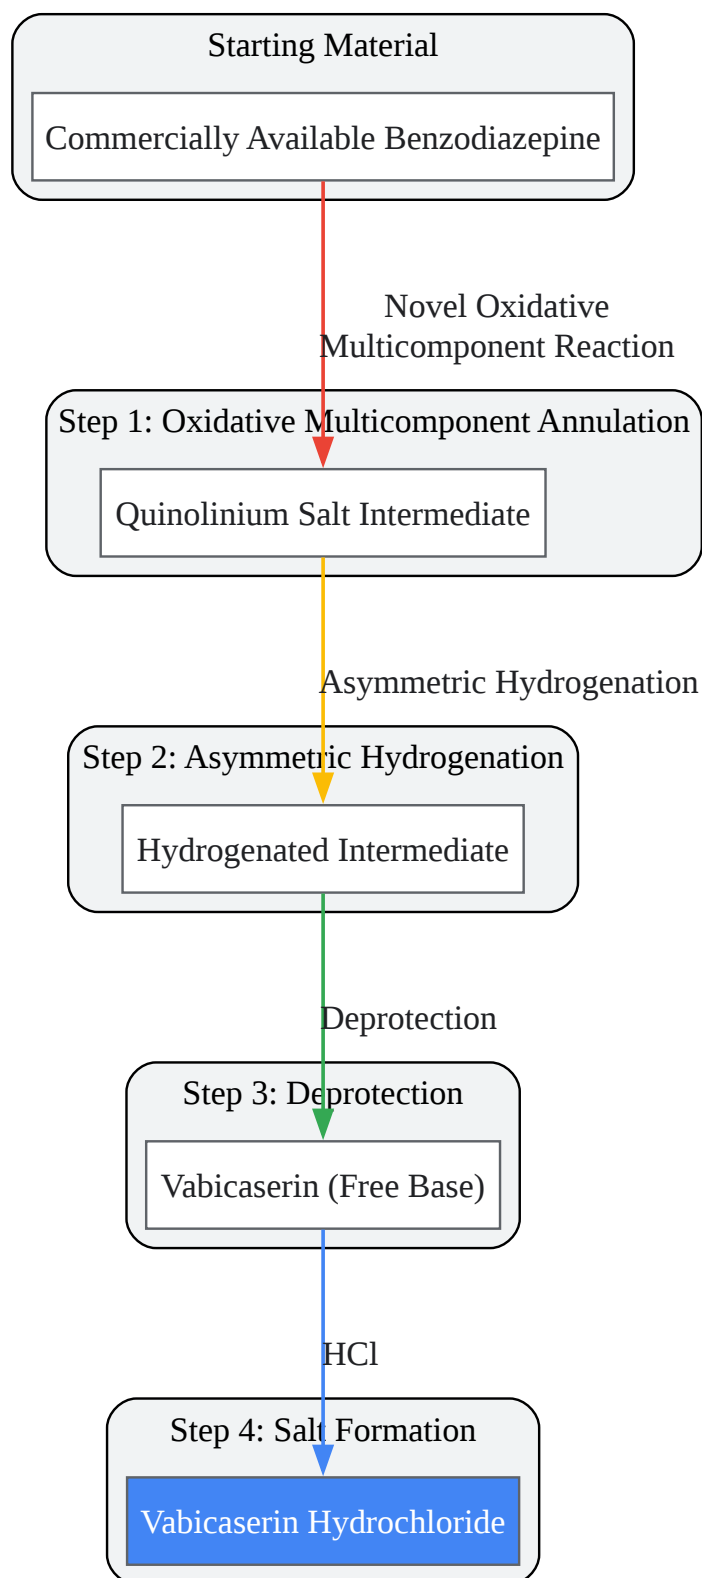 Starting Material
Commercially Available Benzodiazepine
Novel Oxidative
Multicomponent Reaction
Step 1: Oxidative Multicomponent Annulation
Quinolinium Salt Intermediate
Asymmetric Hydrogenation
Step 2: Asymmetric Hydrogenation
Hydrogenated Intermediate
Deprotection
Step 3: Deprotection
Vabicaserin (Free Base)
HCl
Step 4: Salt Formation
Vabicaserin Hydrochloride